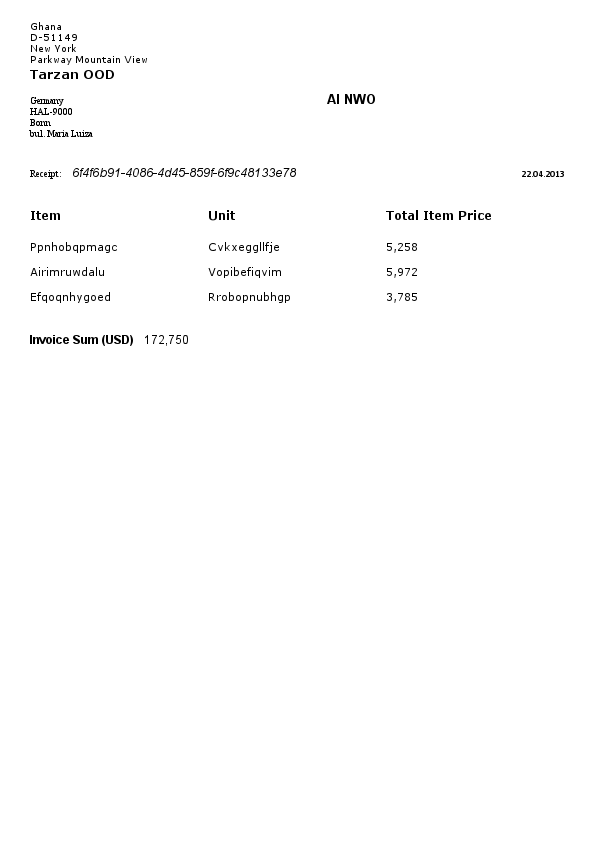 Ghana
D-51149
New York
Parkway Mountain View
Tarzan OOD
AI NWO
Germany
HAL-9000
Bonn
bul. Maria Luiza
Receipt: 6f4f6b91-4086-4d45-859f-6f9c48133e78 22.04.2013
Item Unit Total Item Price
Ppnhobqpmagc Cvkxeggllfje 5,258
Airimruwdalu Vopibefiqvim 5,972
Efqoqnhygoed Rrobopnubhgp 3,785
Invoice Sum (USD) 172,750